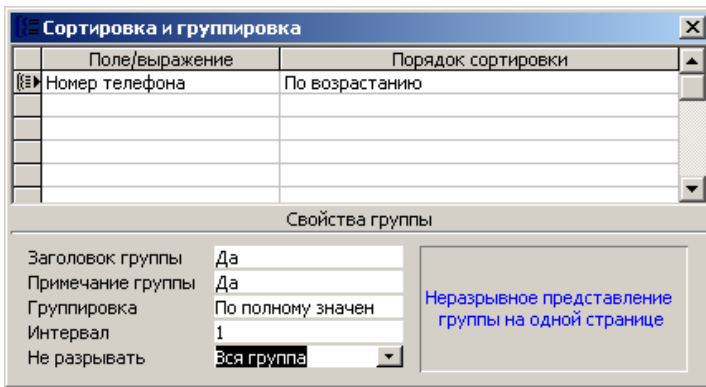 Сортировка и группировка
Поле/выражение Порядок сортировки
Номер телефона По возрастанию
Свойства группы
Заголовок группы Да
Примечание группы Да
Группировка По полному значен
Интервал 1
Не разрывать Вся группа
Неразрывное представление
группы на одной странице